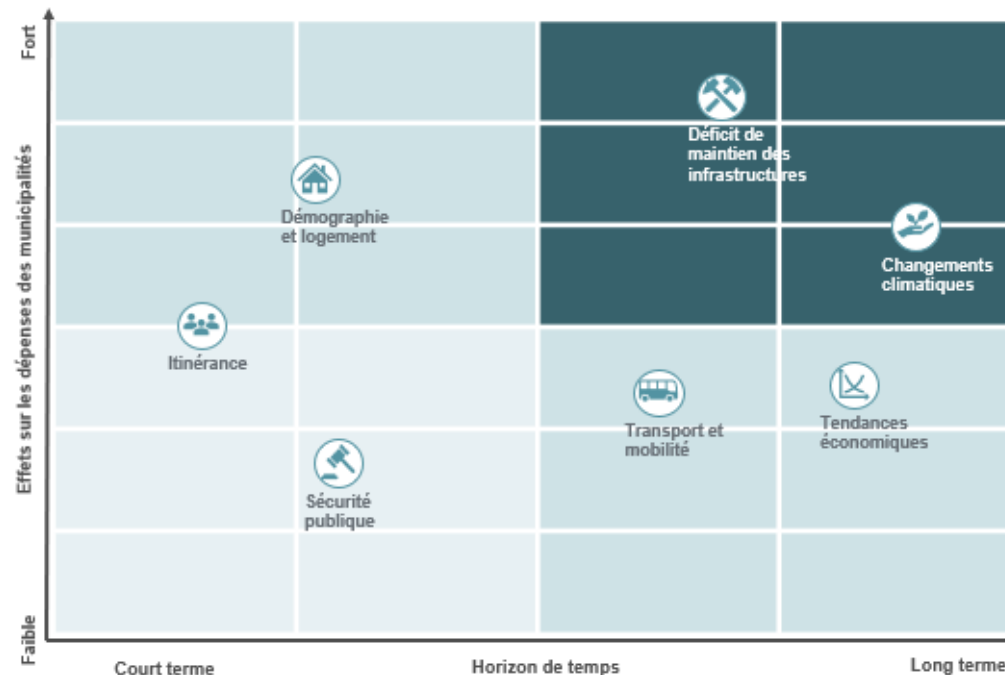 Fort
Effets sur les dépenses des municipalités
Faible
Déficit de
maintien des
infrastructures
Démographie
et logement
Changements
climatiques
Itinérance
Transport et
mobilité
Tendances
économiques
Sécurité
publique
Court terme
Horizon de temps
Long terme